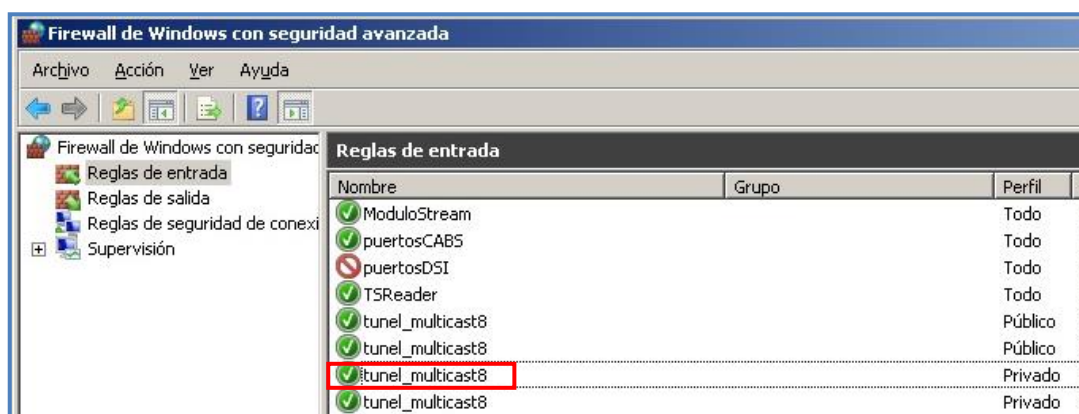 Firewall de Windows con seguridad avanzada
Archivo Acción Ver Ayuda
Firewall de Windows con seguridad
Reglas de entrada
Reglas de salida
Reglas de seguridad de conexi
Supervisión
Reglas de entrada
Nombre Grupo Perfil
ModuloStream Todo
puertosCABS Todo
puertosDSI Todo
TSReader Todo
tunel_multicast8 Público
tunel_multicast8 Público
tunel_multicast8 Privado
tunel_multicast8 Privado